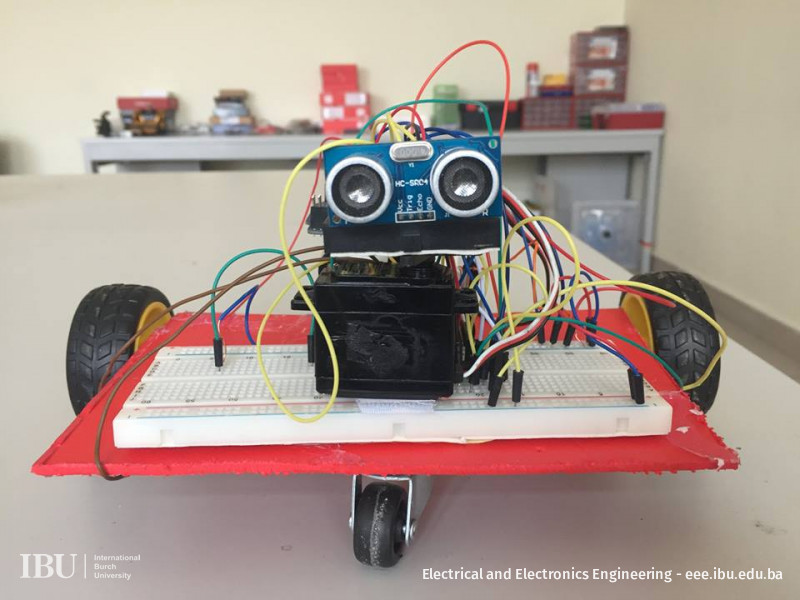 HC-SR04
Vcc
Trig
Echo
GND
IBU
International
Burch
University
Electrical and Electronics Engineering - eee.ibu.edu.ba